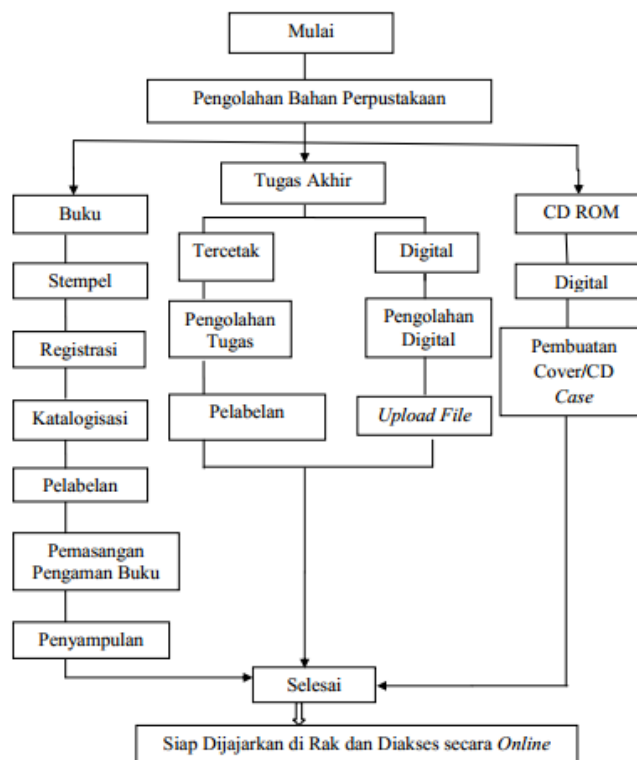 Mulai
Pengolahan Bahan Perpustakaan
Buku
Stempel
Registrasi
Katalogisasi
Pelabelan
Pemasangan
Pengaman Buku
Penyampulan
Tugas Akhir
Tercetak
Pengolahan
Tugas
Pelabelan
Digital
Pengolahan
Digital
Upload File
CD ROM
Digital
Pembuatan
Cover/CD
Case
Selesai
Siap Dijajarkan di Rak dan Diakses secara Online